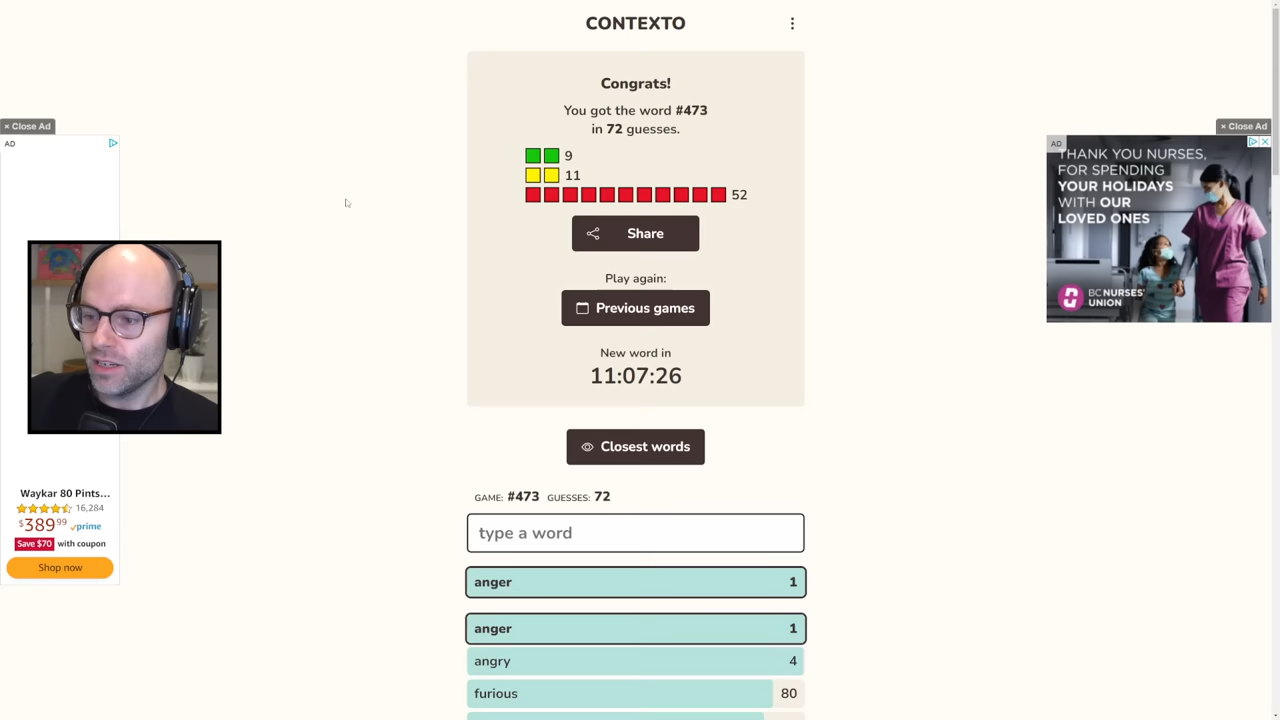 CONTEXTO
Congrats!
You got the word #473
in 72 guesses.
9
11
52
Share
Play again:
Previous games
New word in
11:07:26
Closest words
GAME: #473 GUESSES: 72
type a word
anger 1
anger 1
angry 4
furious 80
× Close Ad
AD
Waykar 80 Pints...
16,284
$389.99 prime
Save $70 with coupon
Shop now
× Close Ad
AD
THANK YOU NURSES,
FOR SPENDING
YOUR HOLIDAYS
WITH OUR
LOVED ONES
BC NURSES'
UNION